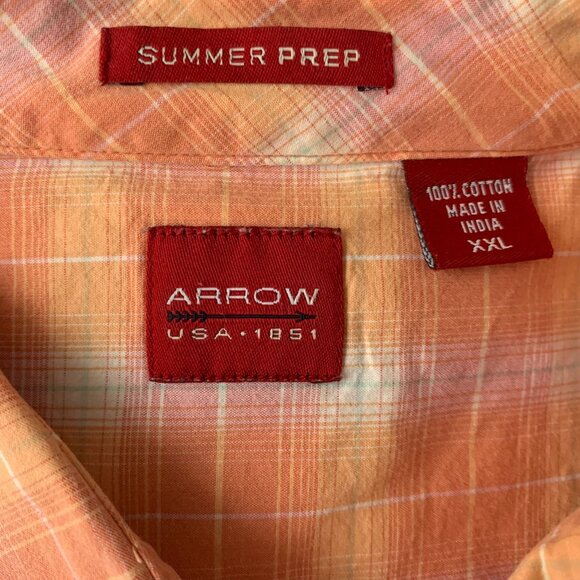 SUMMER PREP
100% COTTON
MADE IN
INDIA
XXL
ARROW
USA • 1851